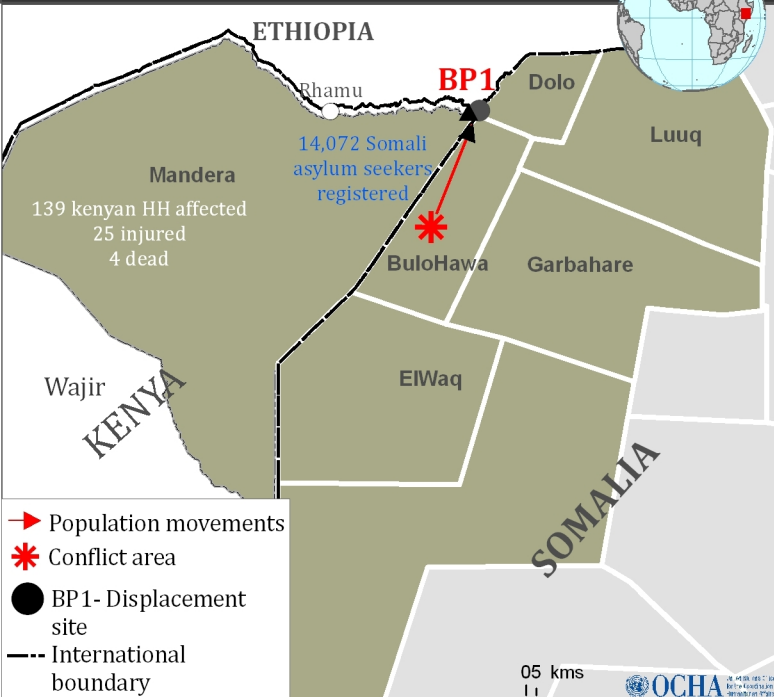 ETHIOPIA
Rhamu
BP1
Dolo
Luuq
14,072 Somali
asylum seekers
registered
Mandera
139 kenyan HH affected
25 injured
4 dead
BuloHawa
Garbahare
ElWaq
Wajir
KENYA
SOMALIA
Population movements
Conflict area
BP1- Displacement
site
International
boundary
05 kms
OCHA